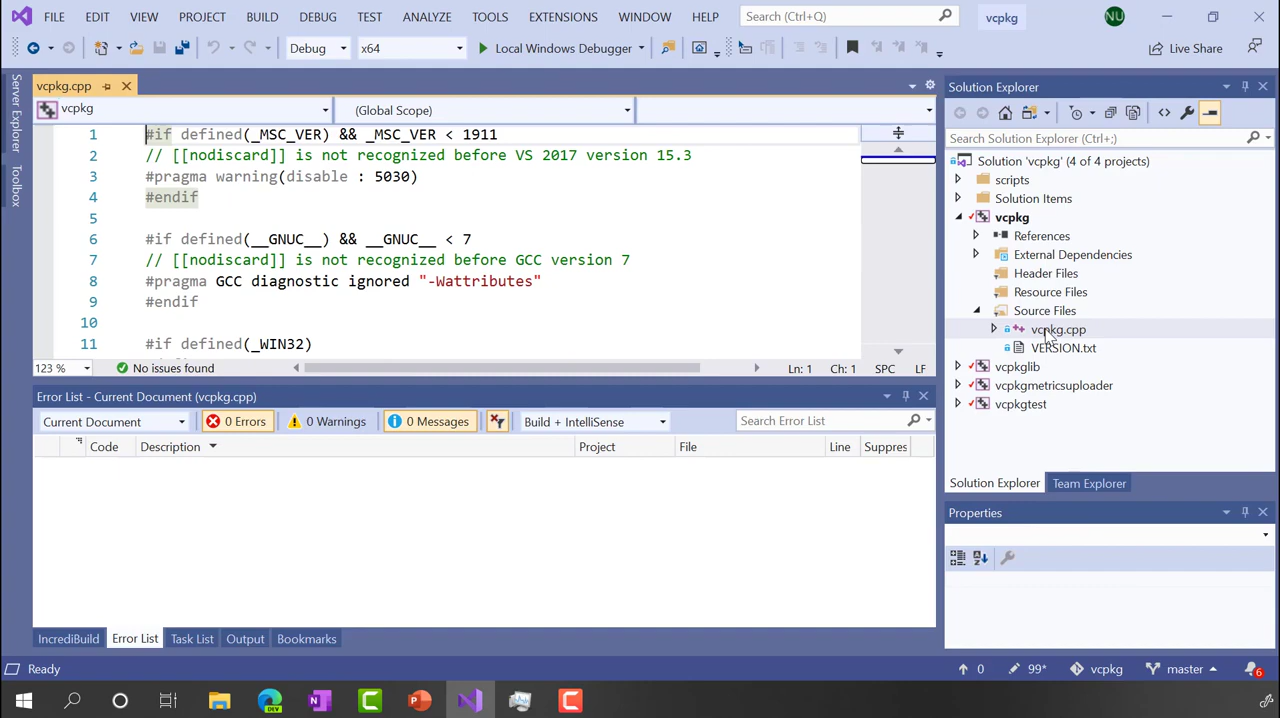 FILE EDIT VIEW PROJECT BUILD DEBUG TEST ANALYZE TOOLS EXTENSIONS WINDOW HELP Search (Ctrl+Q) vcpkg NU
Debug x64 Local Windows Debugger Live Share
Server Explorer
Toolbox
vcpkg.cpp
vcpkg (Global Scope)
1 #if defined(_MSC_VER) && _MSC_VER < 1911
2 // [[nodiscard]] is not recognized before VS 2017 version 15.3
3 #pragma warning(disable : 5030)
4 #endif
5
6 #if defined(__GNUC__) && __GNUC__ < 7
7 // [[nodiscard]] is not recognized before GCC version 7
8 #pragma GCC diagnostic ignored "-Wattributes"
9 #endif
10
11 #if defined(_WIN32)
123 % No issues found Ln: 1 Ch: 1 SPC LF
Error List - Current Document (vcpkg.cpp)
Current Document 0 Errors 0 Warnings 0 Messages Build + IntelliSense Search Error List
Code Description Project File Line Suppres
IncrediBuild Error List Task List Output Bookmarks
Solution Explorer
Search Solution Explorer (Ctrl+;)
Solution 'vcpkg' (4 of 4 projects)
scripts
Solution Items
vcpkg
References
External Dependencies
Header Files
Resource Files
Source Files
vcpkg.cpp
VERSION.txt
vcpkglib
vcpkgmetricsuploader
vcpkgtest
Solution Explorer Team Explorer
Properties
Ready 0 99* vcpkg master 6
DEV